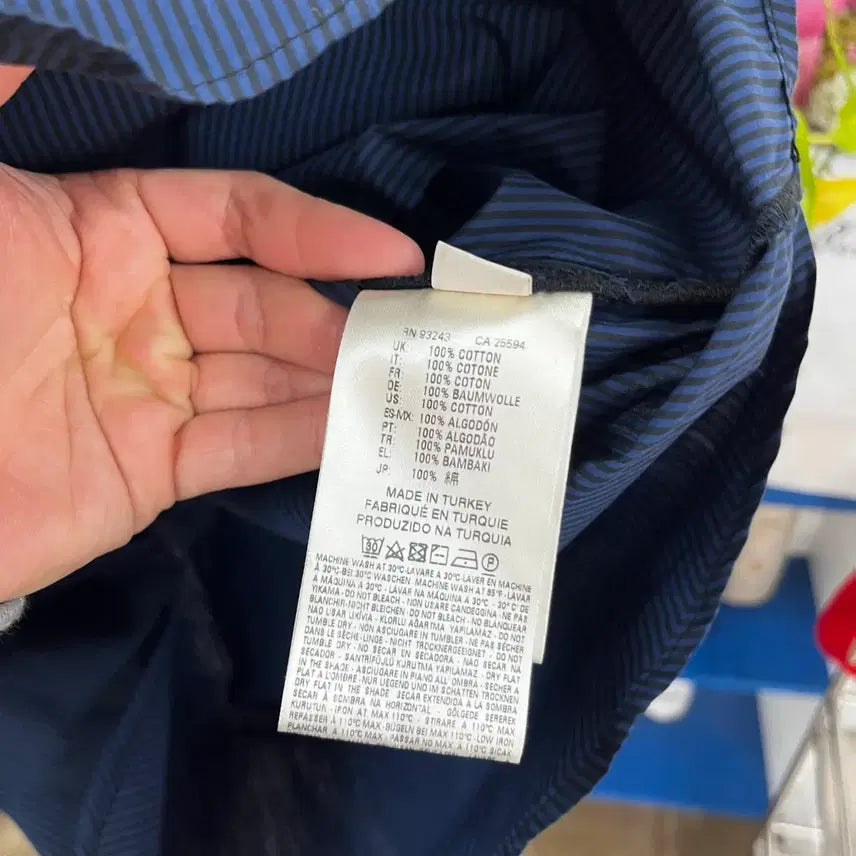 RN 93243 CA 25594
UK: 100% COTTON
IT: 100% COTONE
FR: 100% COTON
DE: 100% BAUMWOLLE
US: 100% COTTON
ES-MX: 100% ALGODÓN
PT: 100% ALGODÃO
TR: 100% PAMUKLU
EL: 100% BAMBAKI
JP: 100% 綿
MADE IN TURKEY
FABRIQUÉ EN TURQUIE
PRODUZIDO NA TURQUIA
30 P
MACHINE WASH AT 30°C-LAVARE A 30°C-LAVER EN MACHINE
À 30°C-BEI 30°C WASCHEN. MACHINE WASH AT 85°F-LAVAR
A MÁQUINA A 30°C - LAVAR NA MÁQUINA A 30°C - 30°C'DE
YIKAMA - DO NOT BLEACH - NON USARE CANDEGGINA - NE PAS
BLANCHIR-NICHT BLEICHEN - DO NOT BLEACH - NO BLANQUEAR
NÃO USAR LIXÍVIA - KLORLU AĞARTMA YAPILAMAZ - DO NOT
TUMBLE DRY - NO ASCIUGARE IN TUMBLER - NE PAS SÉCHER
DANS LE SÈCHE-LINGE - NICHT TROCKNERGEEIGNET - DO NOT
TUMBLE DRY - NO SECAR EN SECADORA - NÃO SECAR NA
SECADOR - SANTRİFÜJLÜ KURUTMA YAPILAMAZ - DRY FLAT
IN THE SHADE - ASCIUGARE IN PIANO ALL'OMBRA - SÉCHER A
PLAT A L'OMBRE - NUR LIEGEND UND IM SCHATTEN TROCKNEN
DRY FLAT IN THE SHADE SECAR EXTENDIDA A LA SOMBRA
SECAR À SOMBRA NA HORIZONTAL - GÖLGEDE SEREREK
KURUTUN - IRON AT MAX 110°C - STIRARE A 110°C MAX
REPASSER À 110°C MAX - BÜGELN BEI MAX 110°C - LOW IRON
PLANCHAR A 110°C MAX - PASSAR NO MAX A 110°C SICAK